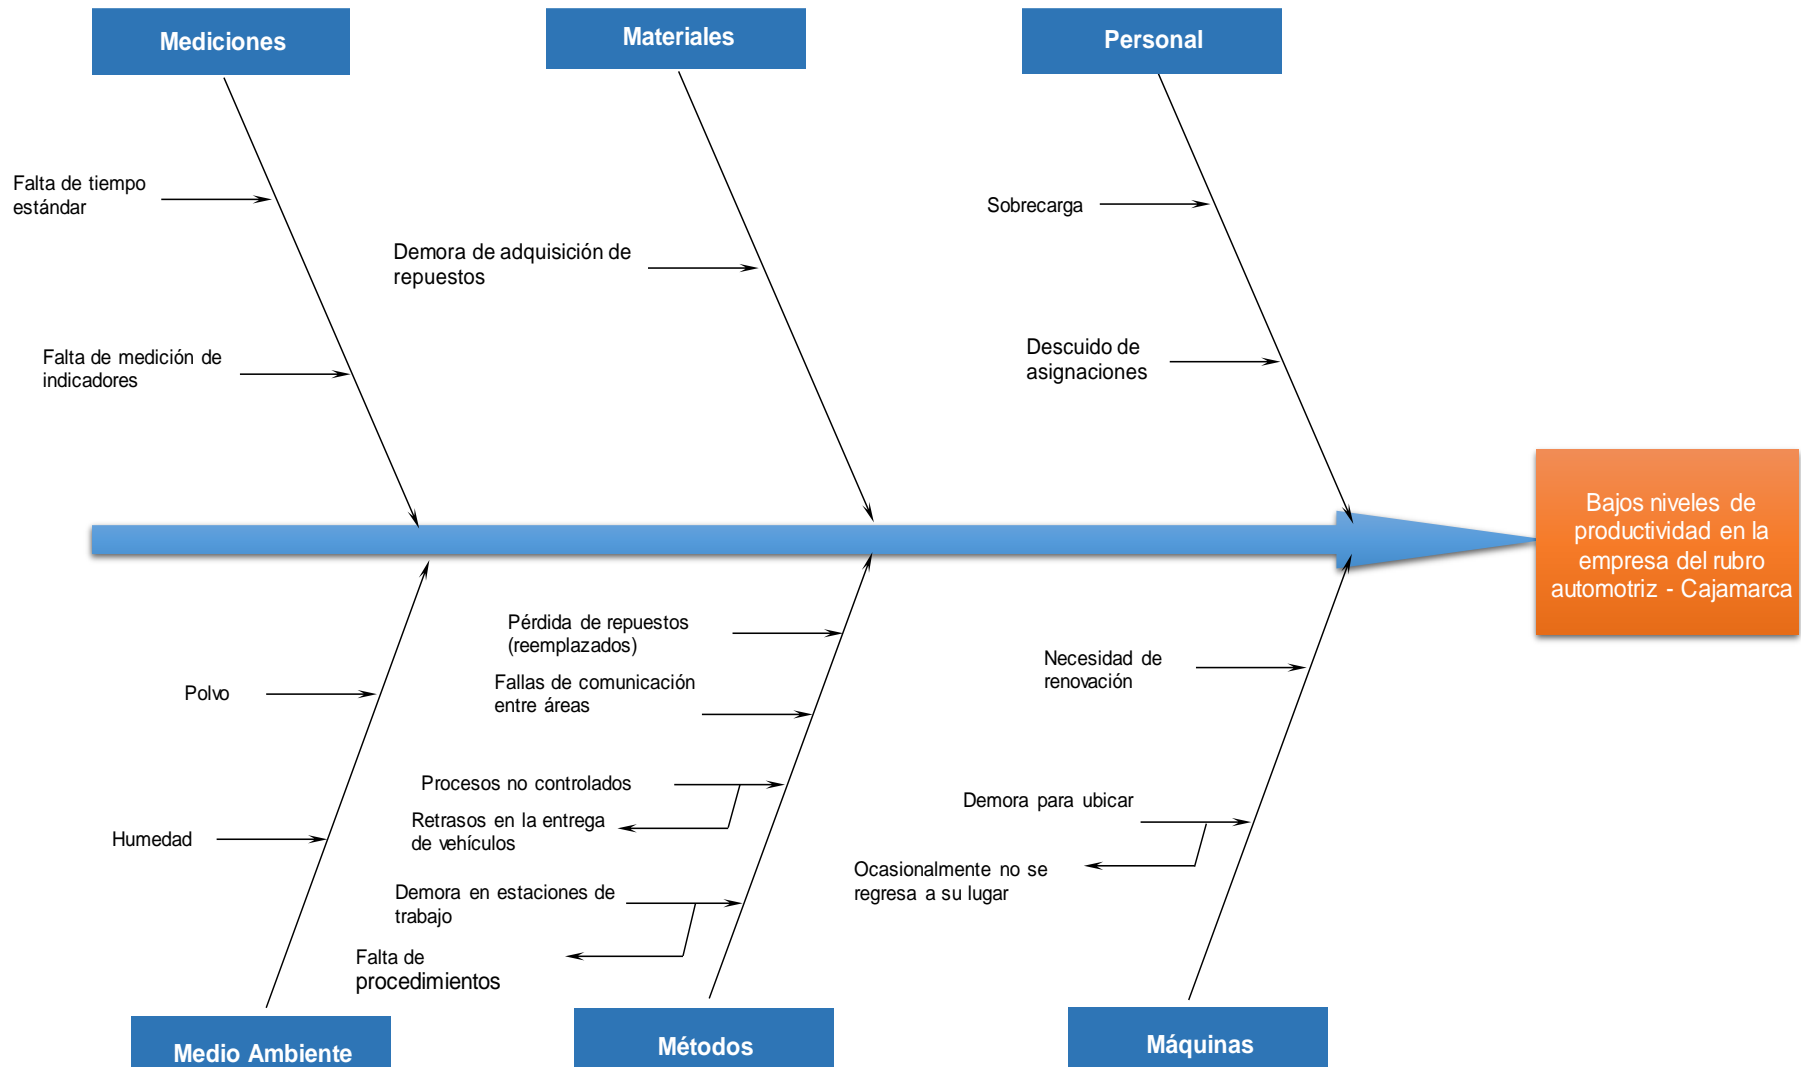 Mediciones
Materiales
Personal
Falta de tiempo
estándar
Sobrecarga
Demora de adquisición de
repuestos
Falta de medición de
indicadores
Descuido de
asignaciones
Bajos niveles de
productividad en la
empresa del rubro
automotriz - Cajamarca
Pérdida de repuestos
(reemplazados)
Fallas de comunicación
entre áreas
Necesidad de
renovación
Polvo
Procesos no controlados
Demora para ubicar
Retrasos en la entrega
de vehículos
Humedad
Ocasionalmente no se
regresa a su lugar
Demora en estaciones de
trabajo
Falta de
procedimientos
Medio Ambiente
Métodos
Máquinas